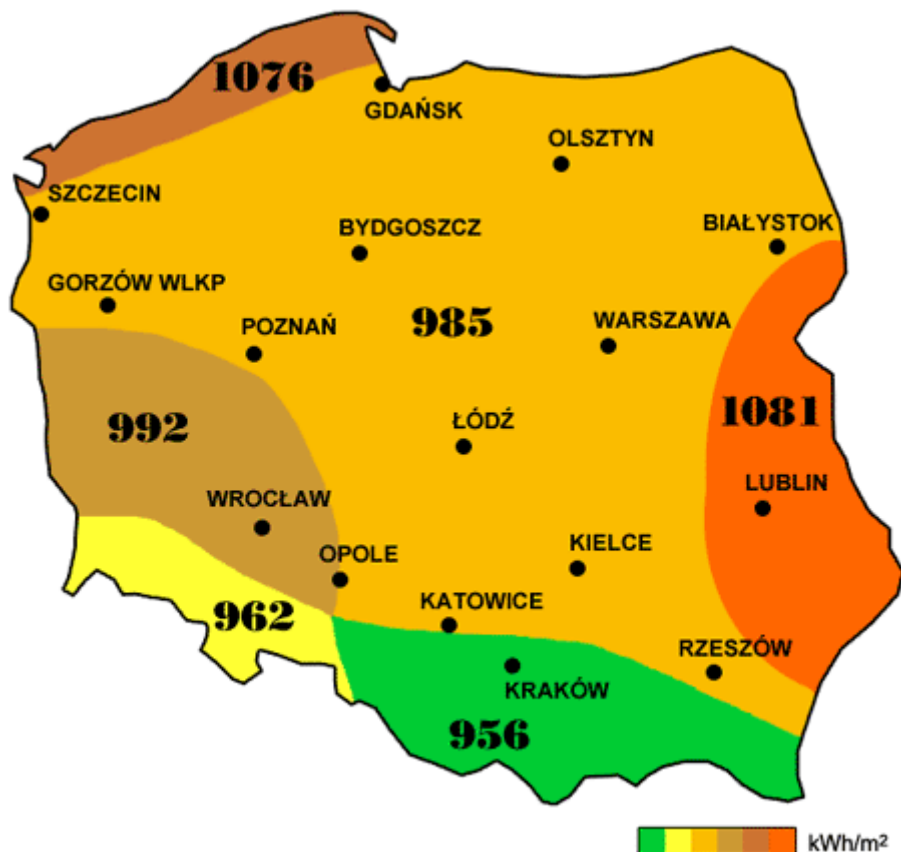 1076
GDAŃSK
OLSZTYN
SZCZECIN
BYDGOSZCZ
BIAŁYSTOK
GORZÓW WLKP
POZNAŃ
985
WARSZAWA
992
ŁÓDŹ
1081
WROCŁAW
LUBLIN
OPOLE
KIELCE
962
KATOWICE
RZESZÓW
KRAKÓW
956
kWh/m²